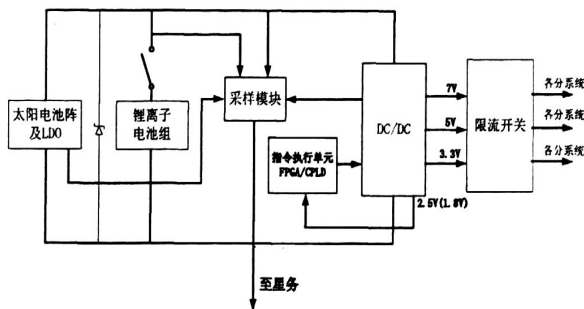 太阳电池阵
及LDO
锂离子
电池组
采样模块
指令执行单元
FPGA/CPLD
DC/DC
7V
5V
3.3V
2.5V(1.8V)
限流开关
各分系统
各分系统
各分系统
至星务